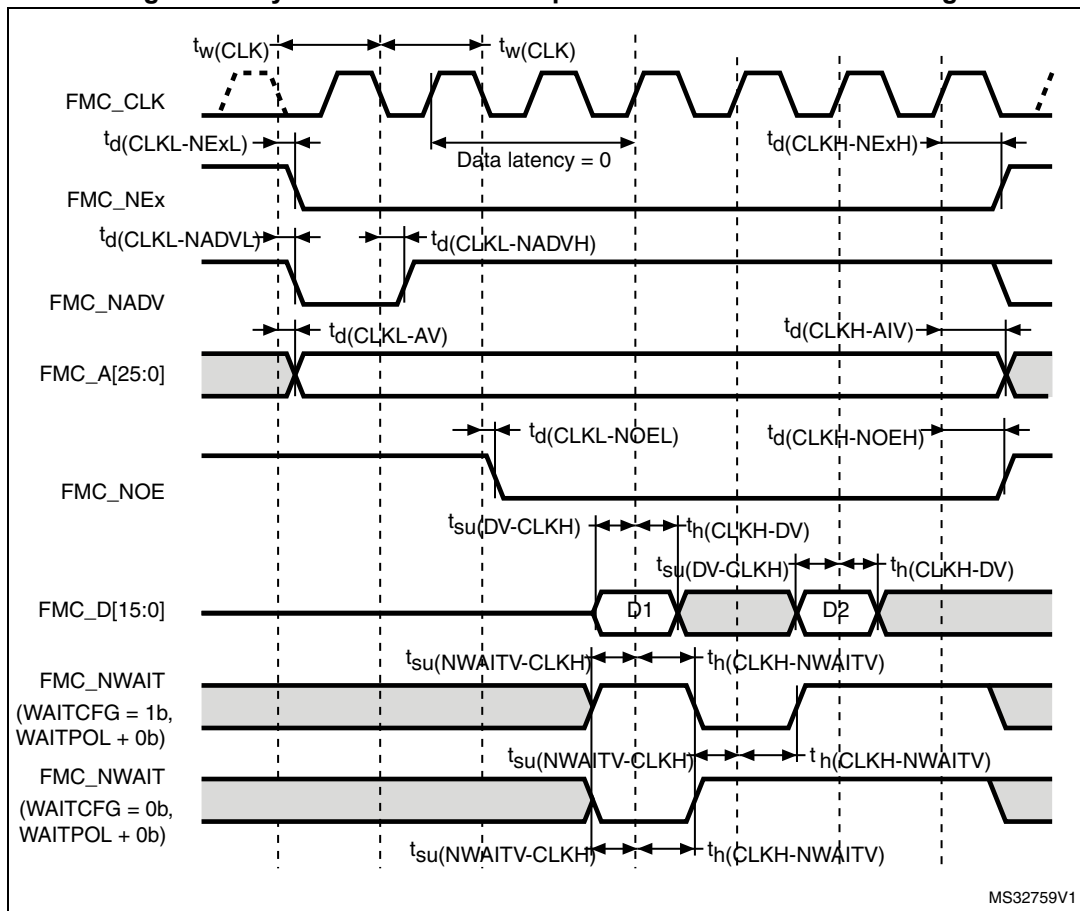 tw(CLK)
tw(CLK)
FMC_CLK
td(CLKL-NExL)
Data latency = 0
td(CLKH-NExH)
FMC_NEx
td(CLKL-NADVL)
td(CLKL-NADVH)
FMC_NADV
td(CLKL-AV)
td(CLKH-AIV)
FMC_A[25:0]
td(CLKL-NOEL)
td(CLKH-NOEH)
FMC_NOE
tsu(DV-CLKH)
th(CLKH-DV)
tsu(DV-CLKH)
th(CLKH-DV)
FMC_D[15:0]
D1
D2
tsu(NWAITV-CLKH)
th(CLKH-NWAITV)
FMC_NWAIT
(WAITCFG = 1b,
WAITPOL + 0b)
tsu(NWAITV-CLKH)
th(CLKH-NWAITV)
FMC_NWAIT
(WAITCFG = 0b,
WAITPOL + 0b)
tsu(NWAITV-CLKH)
th(CLKH-NWAITV)
MS32759V1